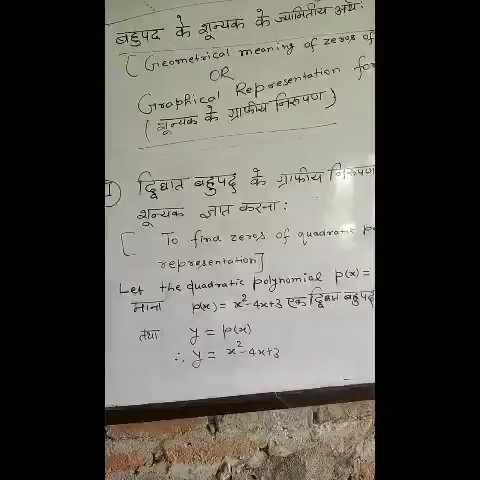 बहुपद के शून्यक के ज्यामितीय अर्थ:
[ Geometrical meaning of zeros of
OR
Graphical Representation for
( शून्यक के ग्राफीय निरूपण )
I) द्विघात बहुपद के ग्राफीय निरूपण
शून्यक ज्ञात करना :
[ To find zeros of quadratic
representation]
Let the quadratic polynomial p(x) =
माना p(x) = x²-4x+3 एक द्विघात बहुपद
तथा y = p(x)
∴ y = x²-4x+3